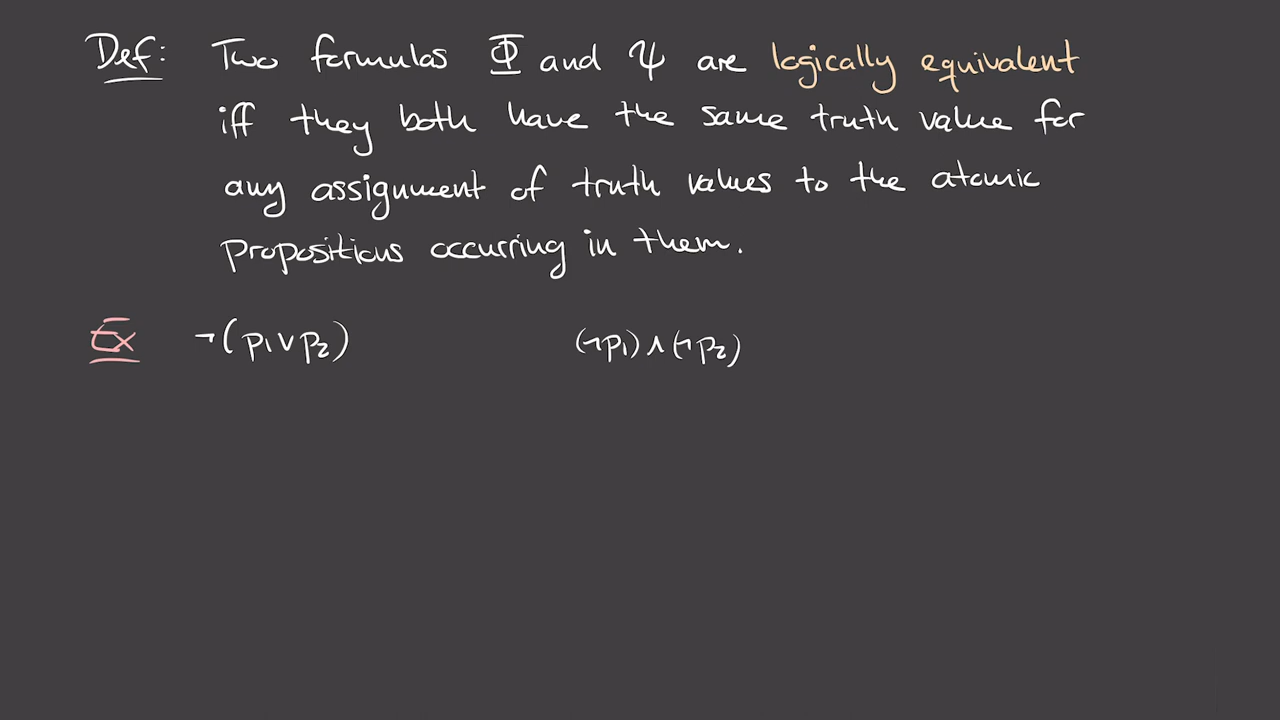 Def: Two formulas Φ and Ψ are logically equivalent
iff they both have the same truth value for
any assignment of truth values to the atomic
propositions occurring in them.
Ex ¬(p₁∨p₂) (¬p₁)∧(¬p₂)